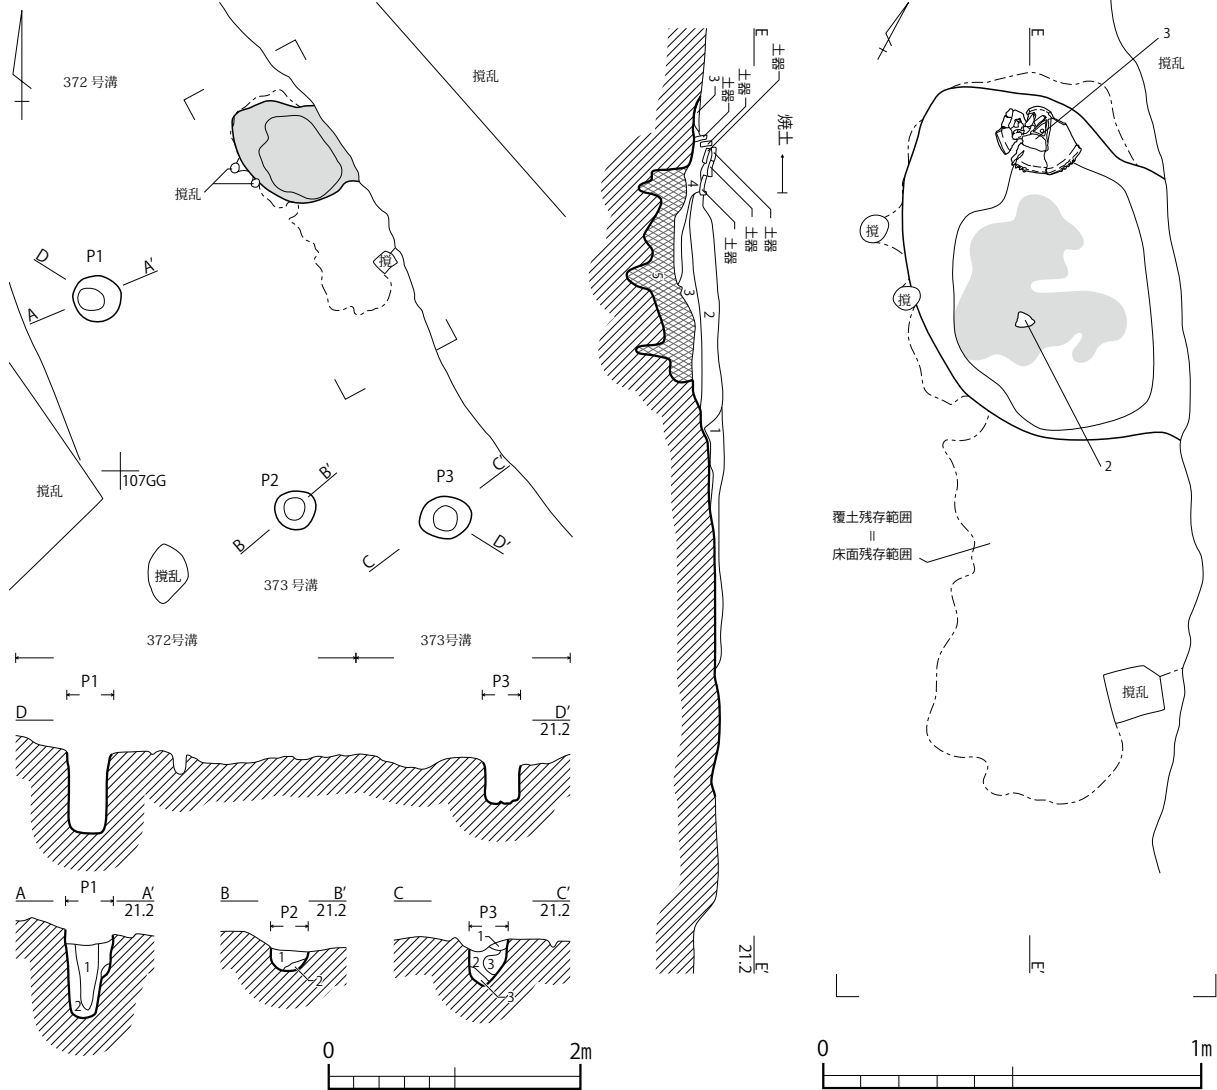 372 号溝
撹乱
撹乱
D
P1
A'
A
撹
107GG
撹乱
P2
B'
B
P3
C'
C
D'
撹乱
373 号溝
372号溝
373号溝
P1
P3
D
D'
21.2
A
P1
A'
21.2
1
2
B
B'
21.2
P2
1
2
C
C'
21.2
P3
1
2
3
3
0
2m
E
土器
土器
土器
3
焼土
4
土器
土器
土器
5
3
2
1
E'
21.2
E
3
撹乱
撹
撹
2
覆土残存範囲
=
床面残存範囲
撹乱
E'
0
1m